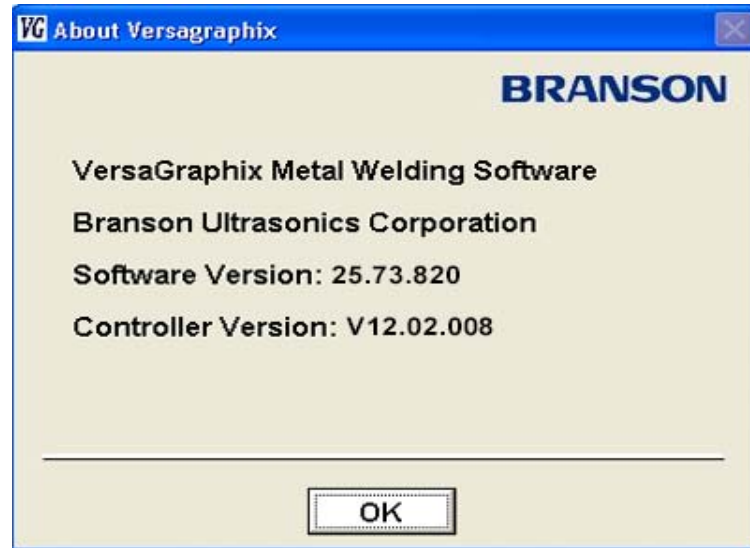 VG About Versagraphix
BRANSON
VersaGraphix Metal Welding Software
Branson Ultrasonics Corporation
Software Version: 25.73.820
Controller Version: V12.02.008
OK